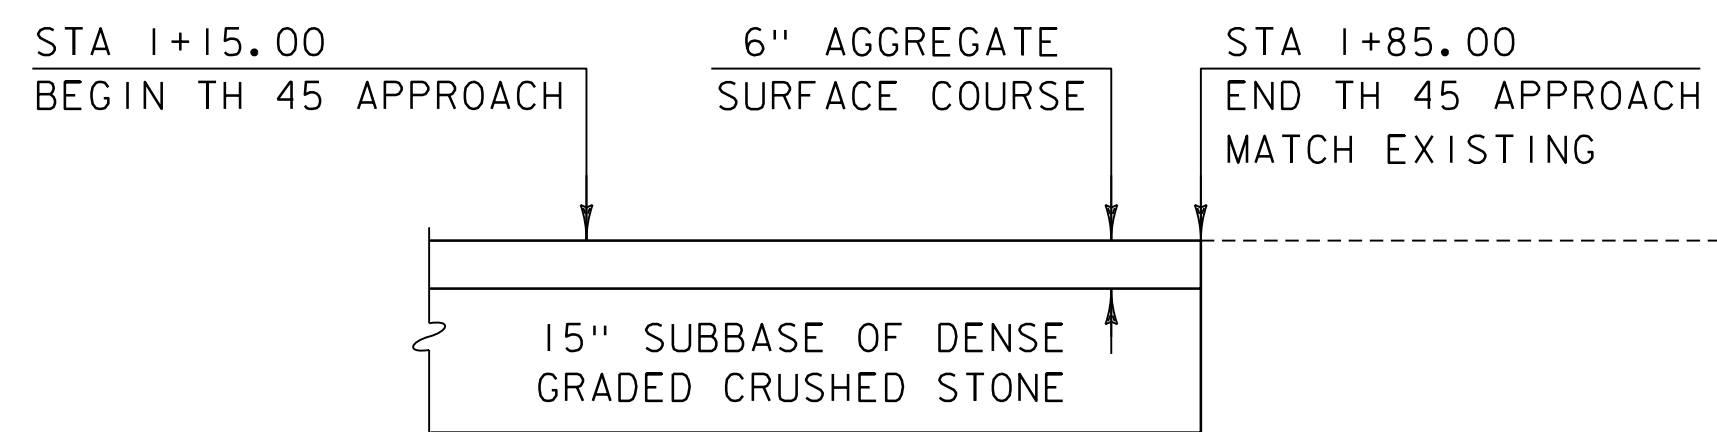 STA 1+15.00
BEGIN TH 45 APPROACH
6" AGGREGATE
SURFACE COURSE
STA 1+85.00
END TH 45 APPROACH
MATCH EXISTING
15" SUBBASE OF DENSE
GRADED CRUSHED STONE